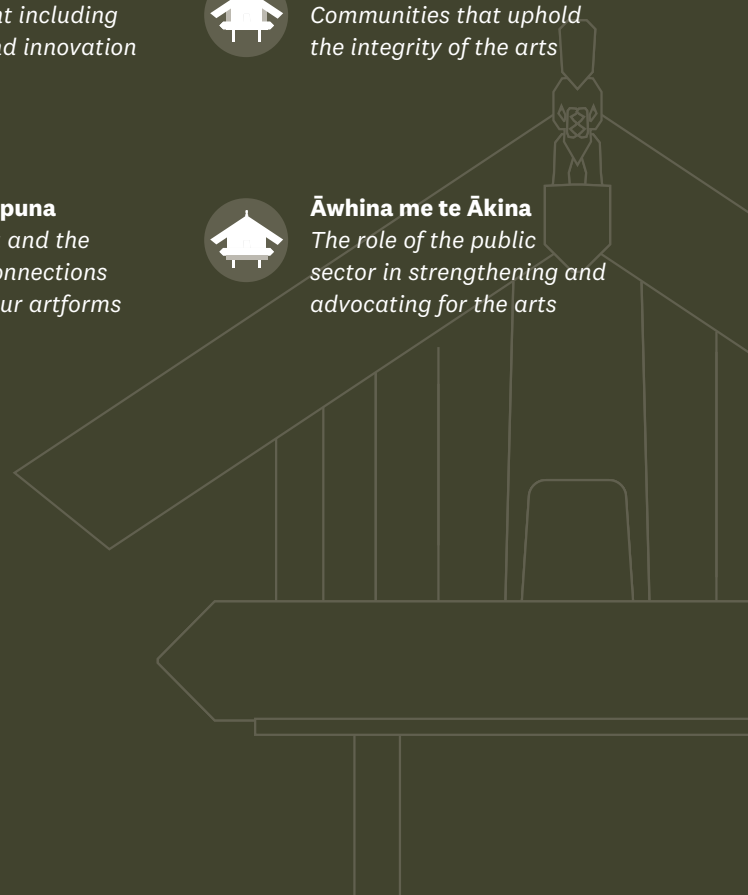 t including
d innovation
Communities that uphold
the integrity of the arts
puna
and the
onnections
ur artforms
Āwhina me te Ākina
The role of the public
sector in strengthening and
advocating for the arts